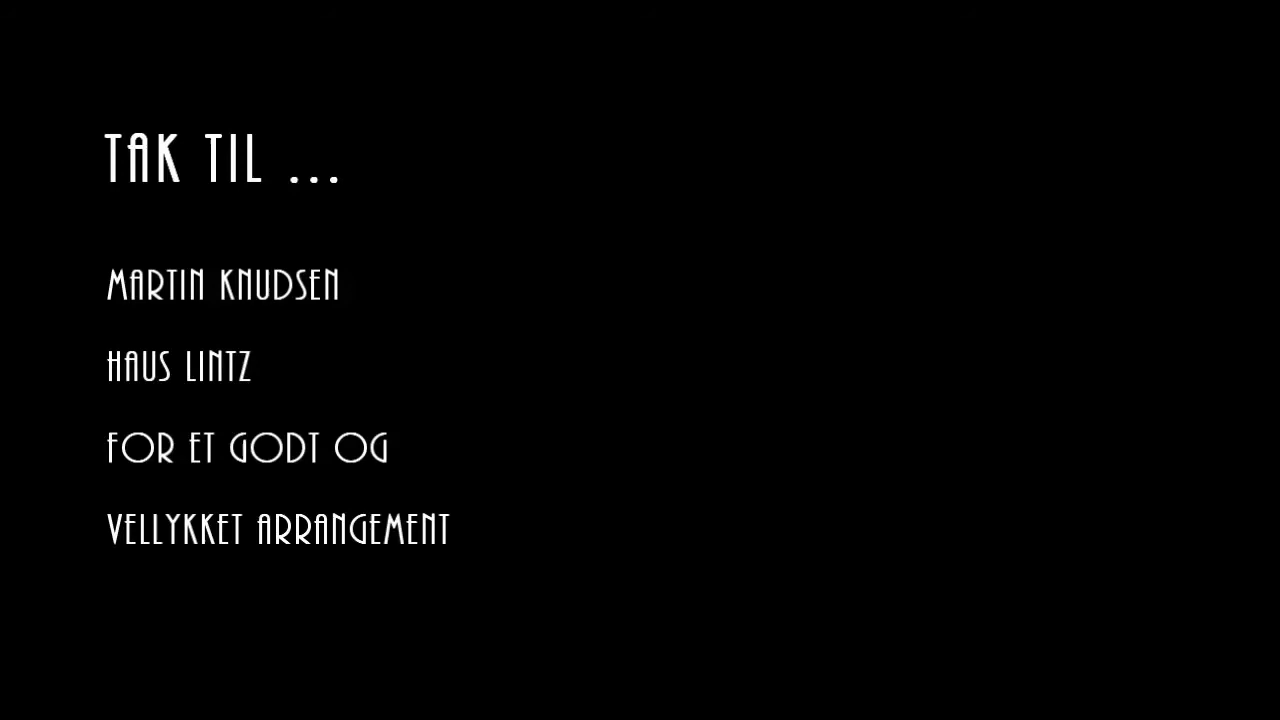 TAK TIL ...
MARTIN KNUDSEN
HAUS LINTZ
FOR ET GODT OG
VELLYKKET ARRANGEMENT